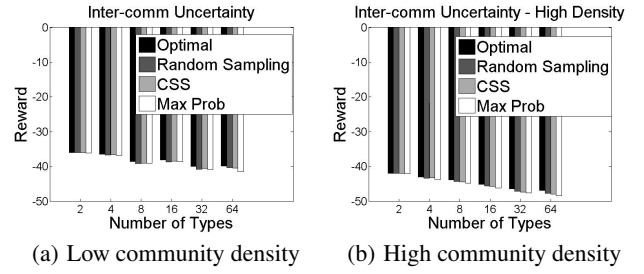 Inter-comm Uncertainty
Reward
0
-10
-20
-30
-40
-50
Optimal
Random Sampling
CSS
Max Prob
2 4 8 16 32 64
Number of Types
(a) Low community density
Inter-comm Uncertainty - High Density
Reward
0
-10
-20
-30
-40
-50
Optimal
Random Sampling
CSS
Max Prob
2 4 8 16 32 64
Number of Types
(b) High community density